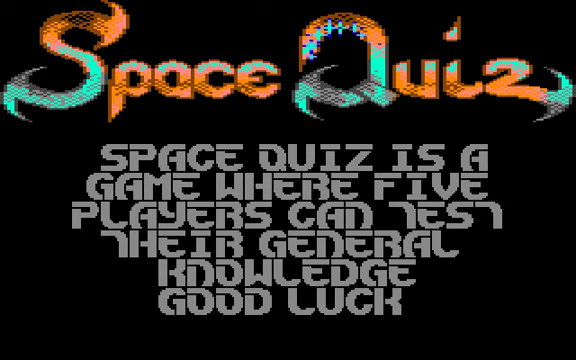 Space Quiz
SPACE QUIZ IS A
GAME WHERE FIVE
PLAYERS CAN TEST
THEIR GENERAL
KNOWLEDGE
GOOD LUCK